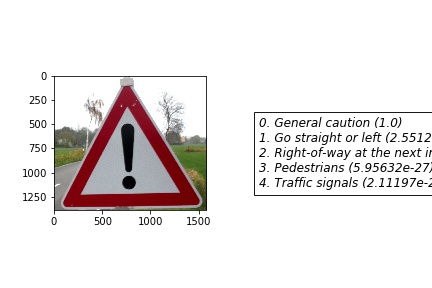 0
250
500
750
1000
1250
0
500
1000
1500
!
0. General caution (1.0)
1. Go straight or left (2.5512
2. Right-of-way at the next
3. Pedestrians (5.95632e-27)
4. Traffic signals (2.11197e-2